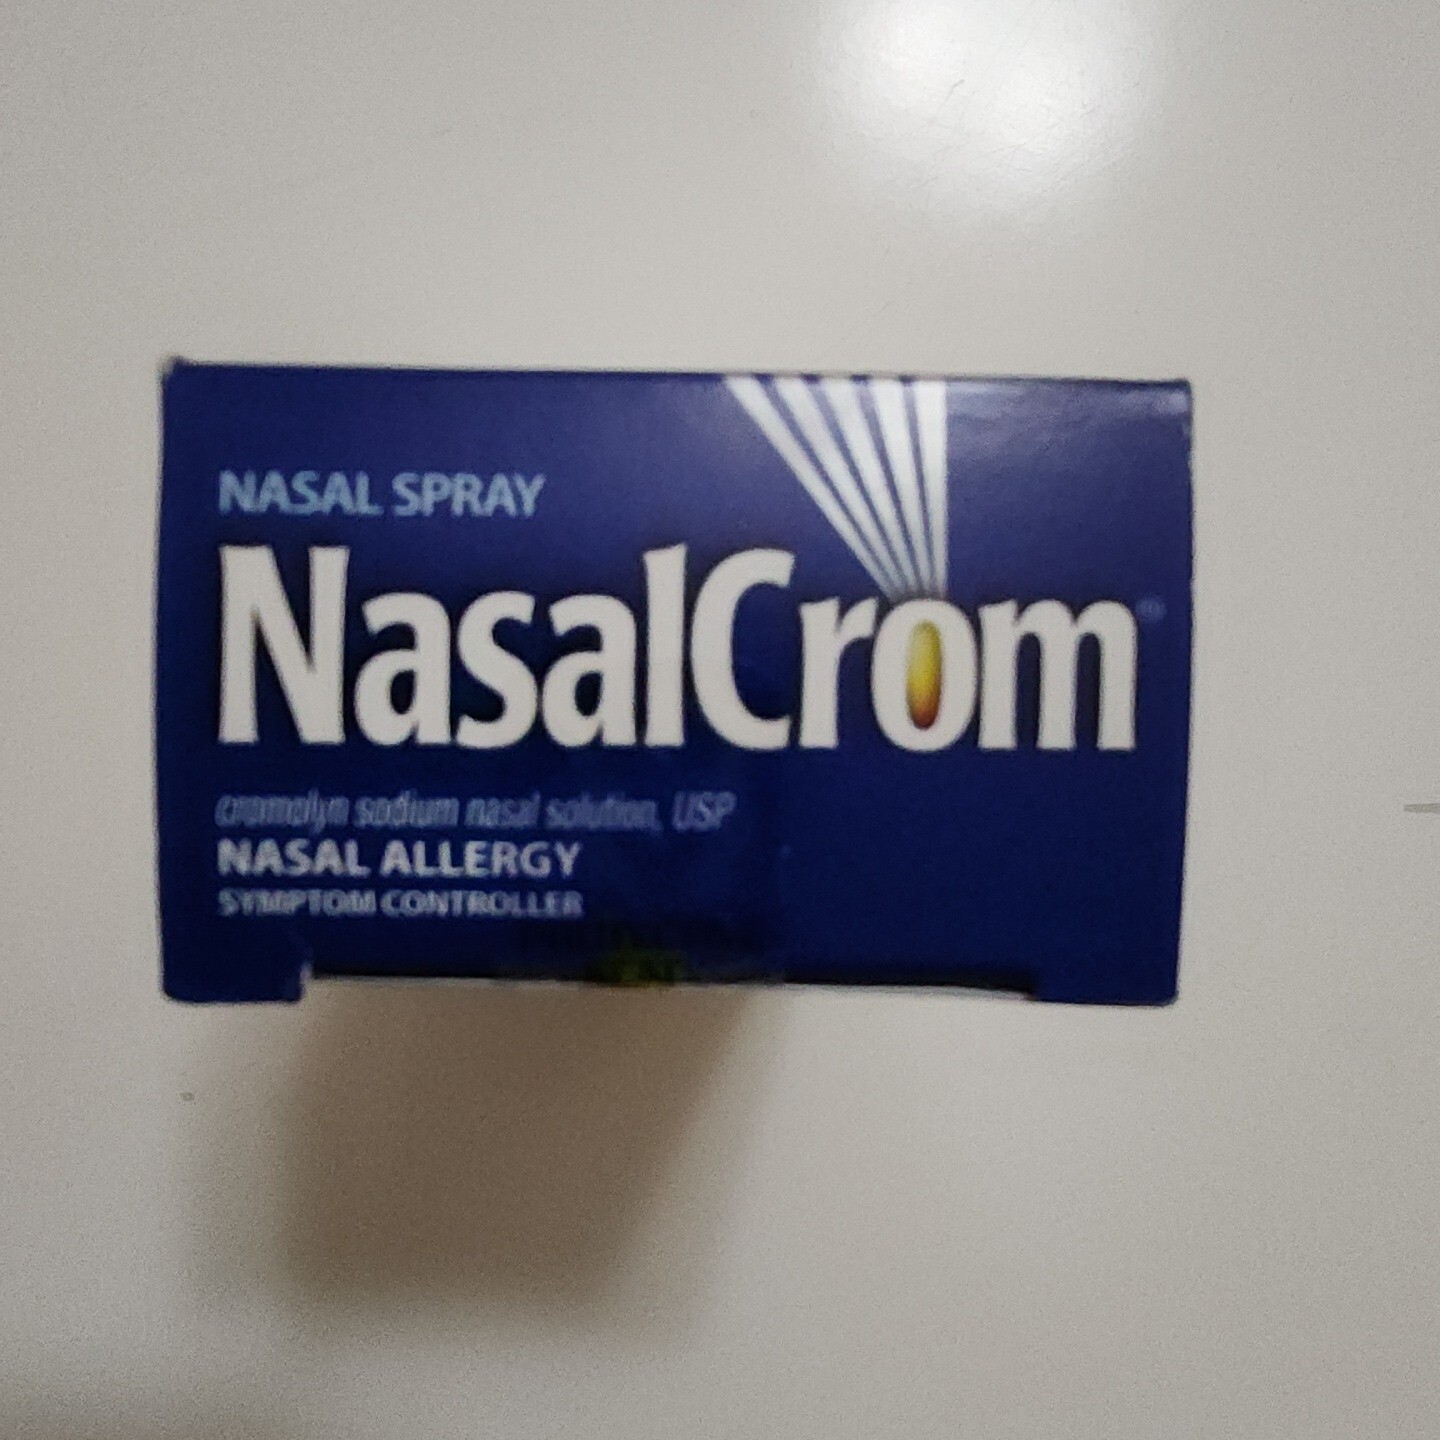 NASAL SPRAY
NasalCrom
cromolyn sodium nasal solution, USP
NASAL ALLERGY
SYMPTOM CONTROLLER